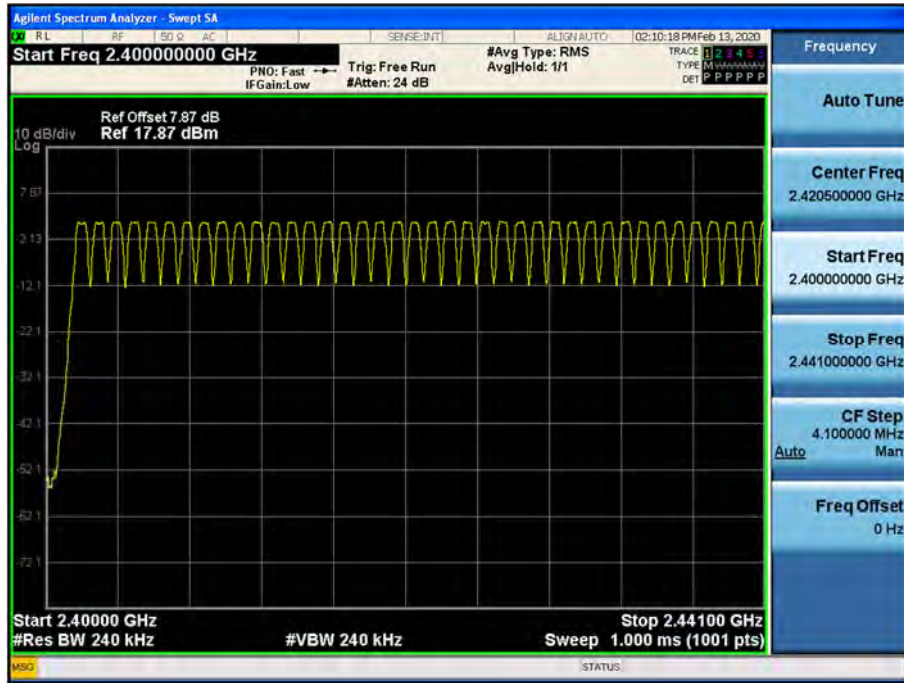 Agilent Spectrum Analyzer - Swept SA
RL RF 50 Ω AC SENSE:INT ALIGN AUTO 02:10:18 PM Feb 13, 2020
Start Freq 2.400000000 GHz
PNO: Fast
IFGain:Low
Trig: Free Run
#Atten: 24 dB
#Avg Type: RMS
Avg|Hold: 1/1
TRACE 1 2 3 4 5 6
TYPE M
DET P P P P P P
Ref Offset 7.87 dB
10 dB/div Ref 17.87 dBm
Log
7.87
-2.13
-12.1
-22.1
-32.1
-42.1
-52.1
-62.1
-72.1
Start 2.40000 GHz Stop 2.44100 GHz
#Res BW 240 kHz #VBW 240 kHz Sweep 1.000 ms (1001 pts)
MSG STATUS
Frequency
Auto Tune
Center Freq
2.420500000 GHz
Start Freq
2.400000000 GHz
Stop Freq
2.441000000 GHz
CF Step
4.100000 MHz
Auto Man
Freq Offset
0 Hz